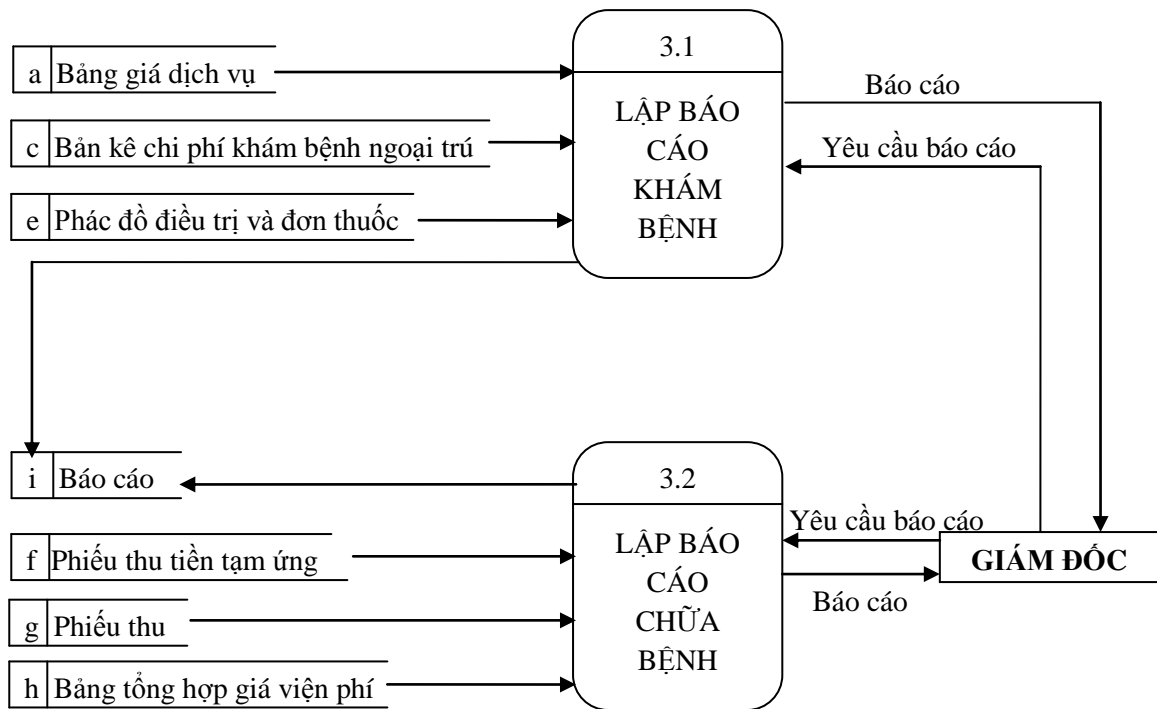 3.1
a Bảng giá dịch vụ
LẬP BÁO
CÁO
KHÁM
BỆNH
Báo cáo
c Bản kê chi phí khám bệnh ngoại trú
Yêu cầu báo cáo
e Phác đồ điều trị và đơn thuốc
i Báo cáo
3.2
LẬP BÁO
CÁO
CHỮA
BỆNH
Yêu cầu báo cáo
GIÁM ĐỐC
Báo cáo
f Phiếu thu tiền tạm ứng
g Phiếu thu
h Bảng tổng hợp giá viện phí